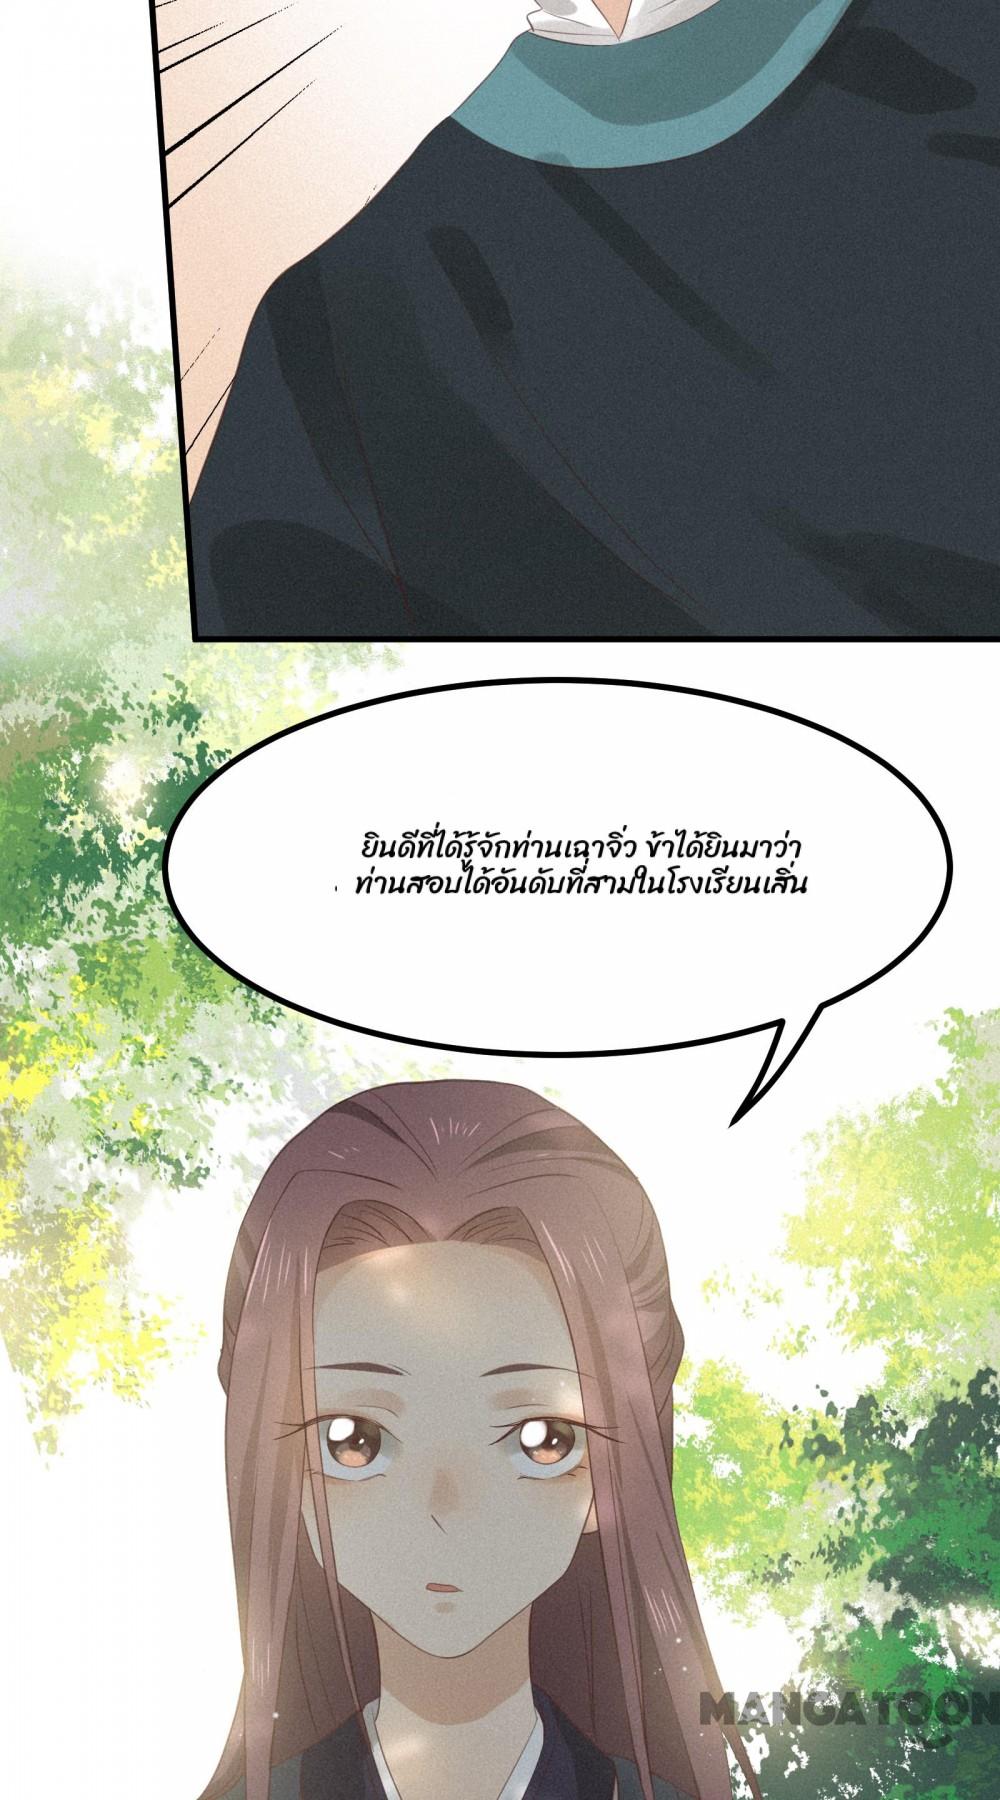 ยินดีที่ได้รู้จักท่านเฉาจิ่ว ข้าได้ยินมาว่า
ท่านสอบได้อันดับที่สามในโรงเรียนเสิ่น
MANGATOON